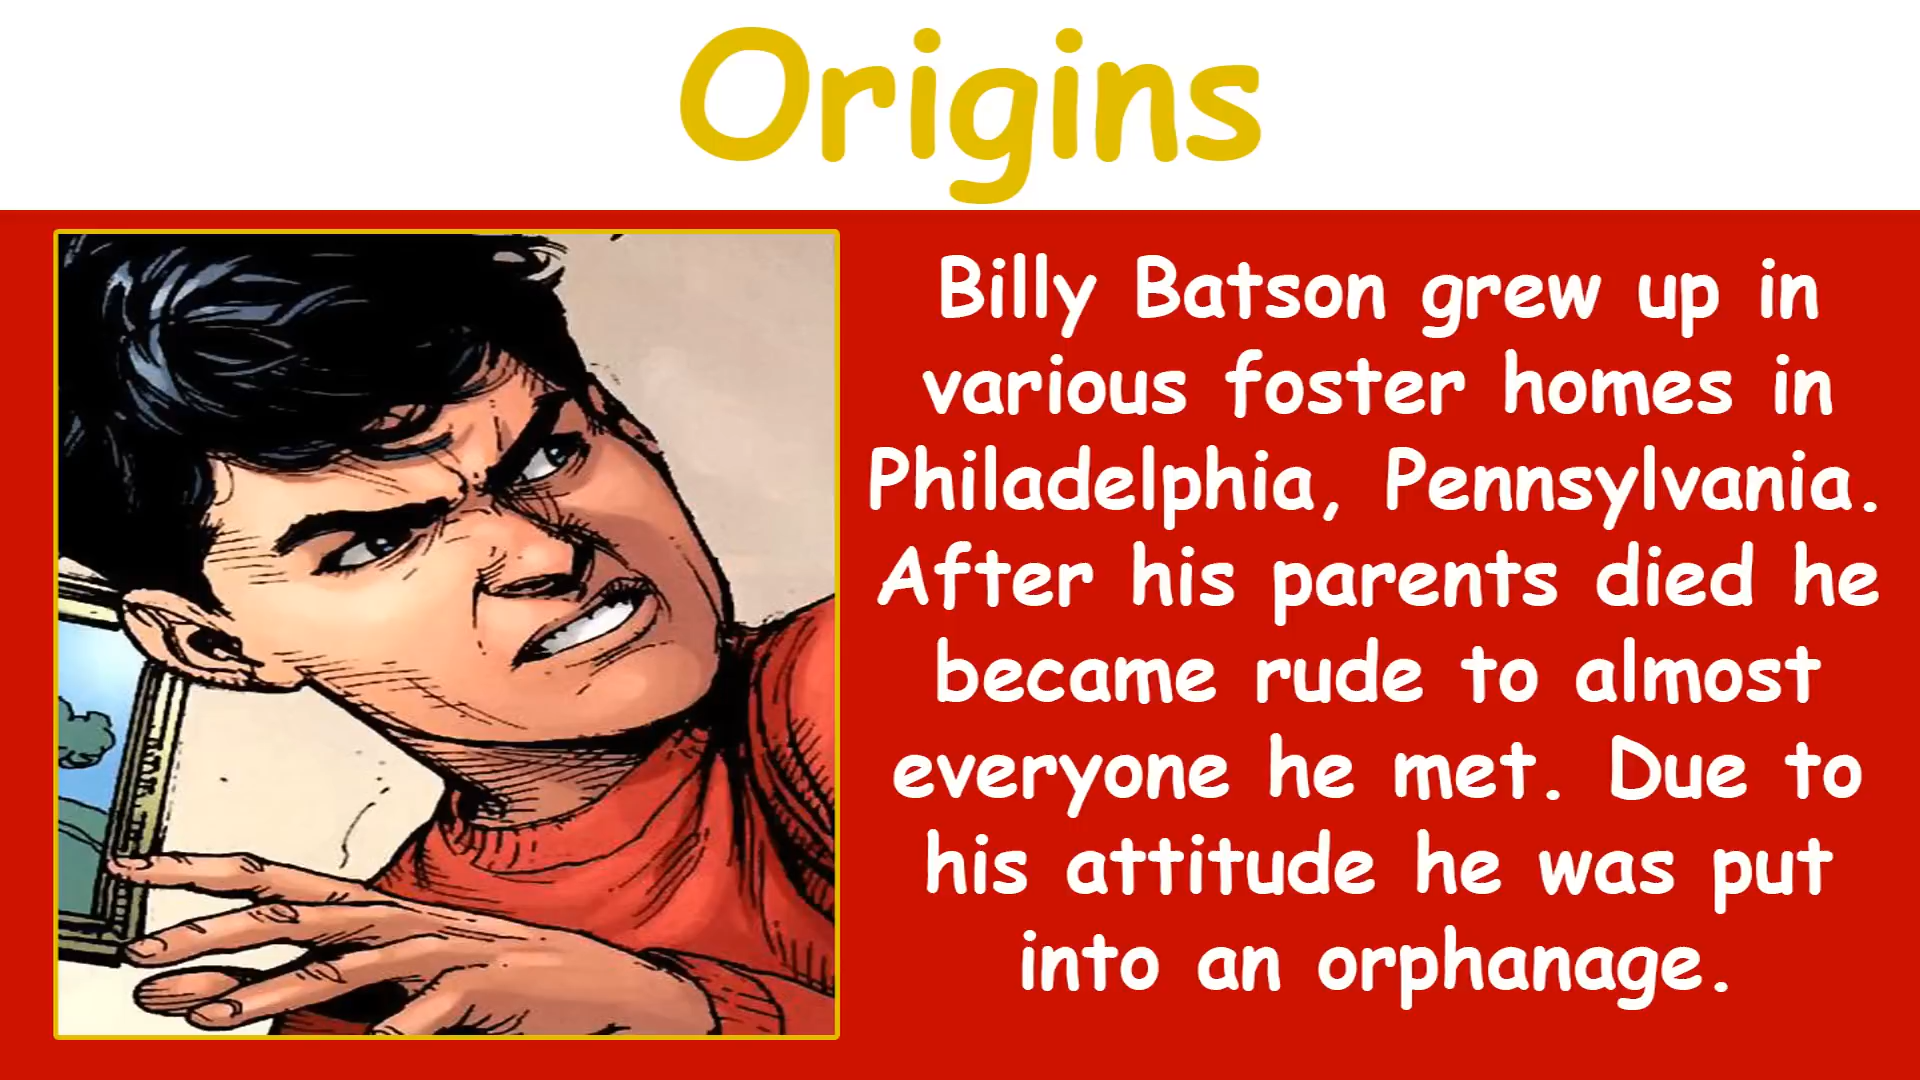 Origins
Billy Batson grew up in
various foster homes in
Philadelphia, Pennsylvania.
After his parents died he
became rude to almost
everyone he met. Due to
his attitude he was put
into an orphanage.